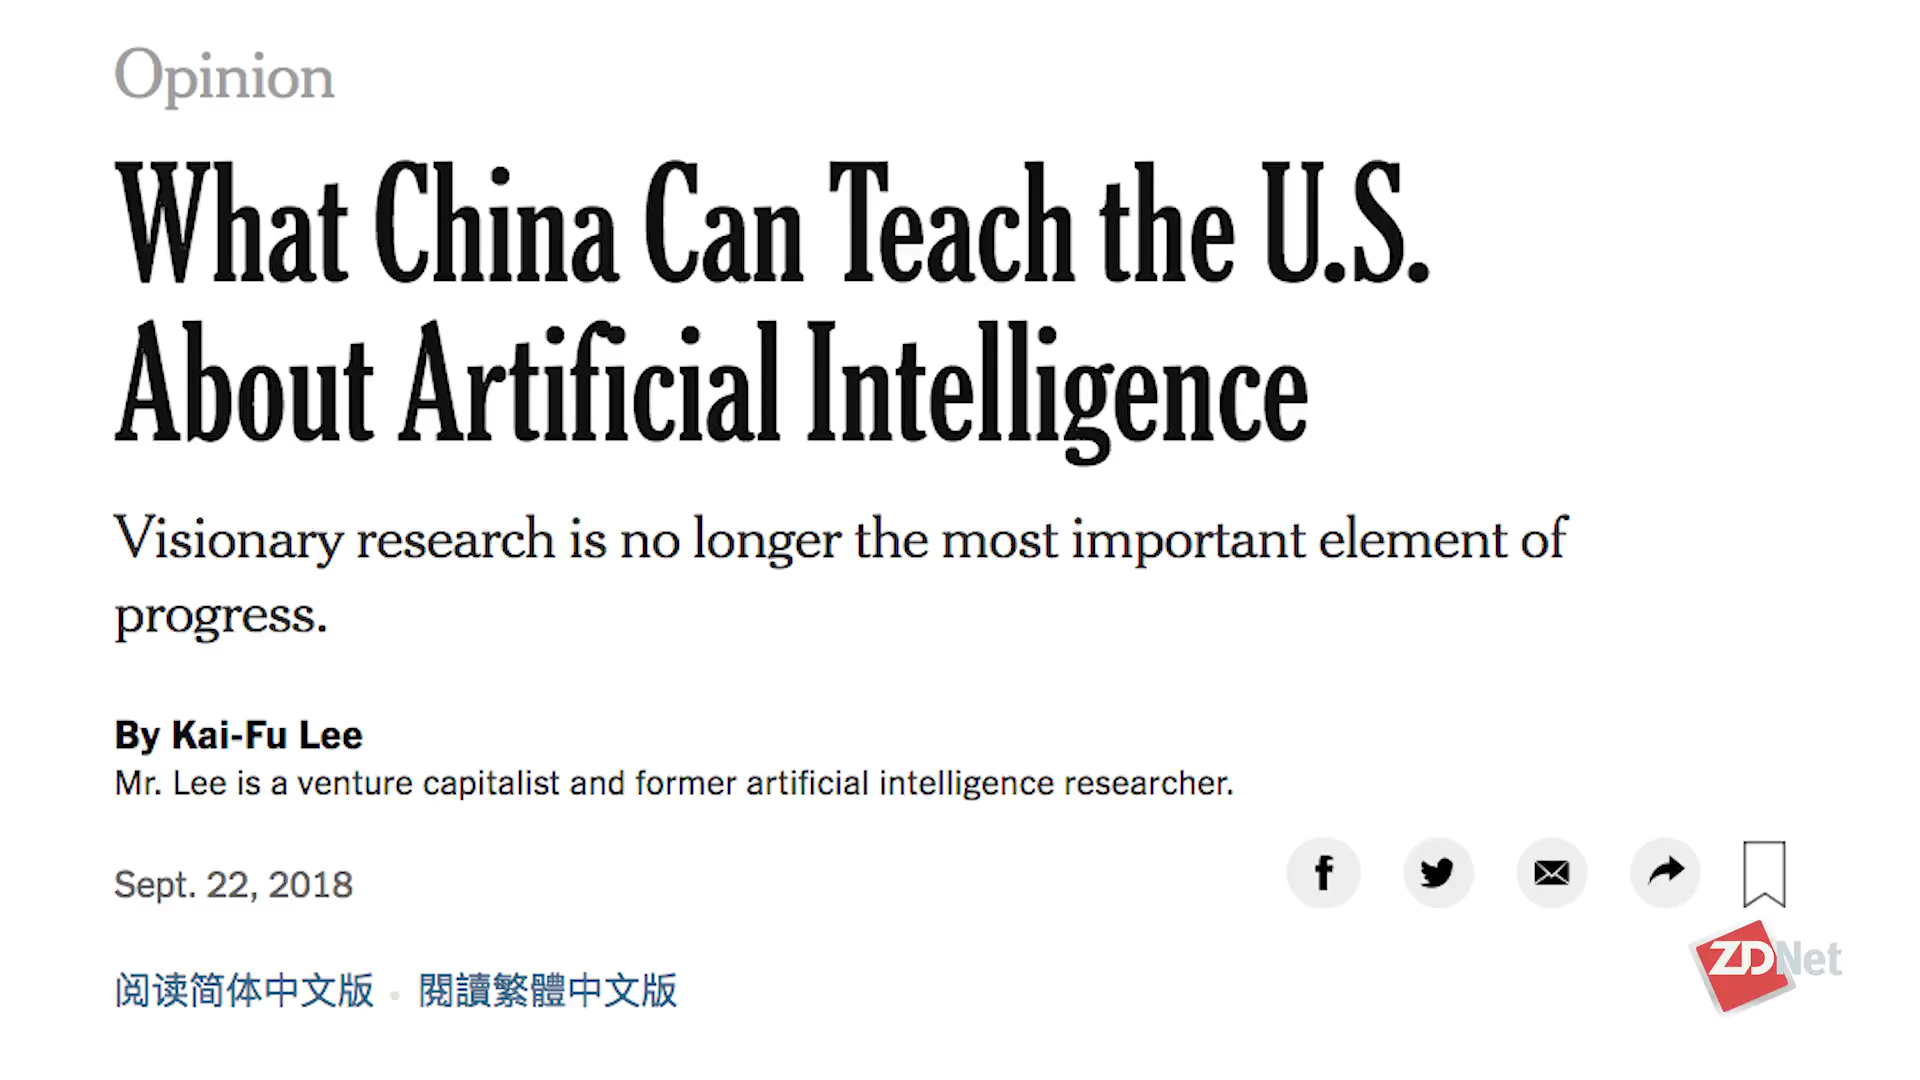 Opinion
What China Can Teach the U.S.
About Artificial Intelligence
Visionary research is no longer the most important element of
progress.
By Kai-Fu Lee
Mr. Lee is a venture capitalist and former artificial intelligence researcher.
Sept. 22, 2018
阅读简体中文版 • 閱讀繁體中文版
ZDNet